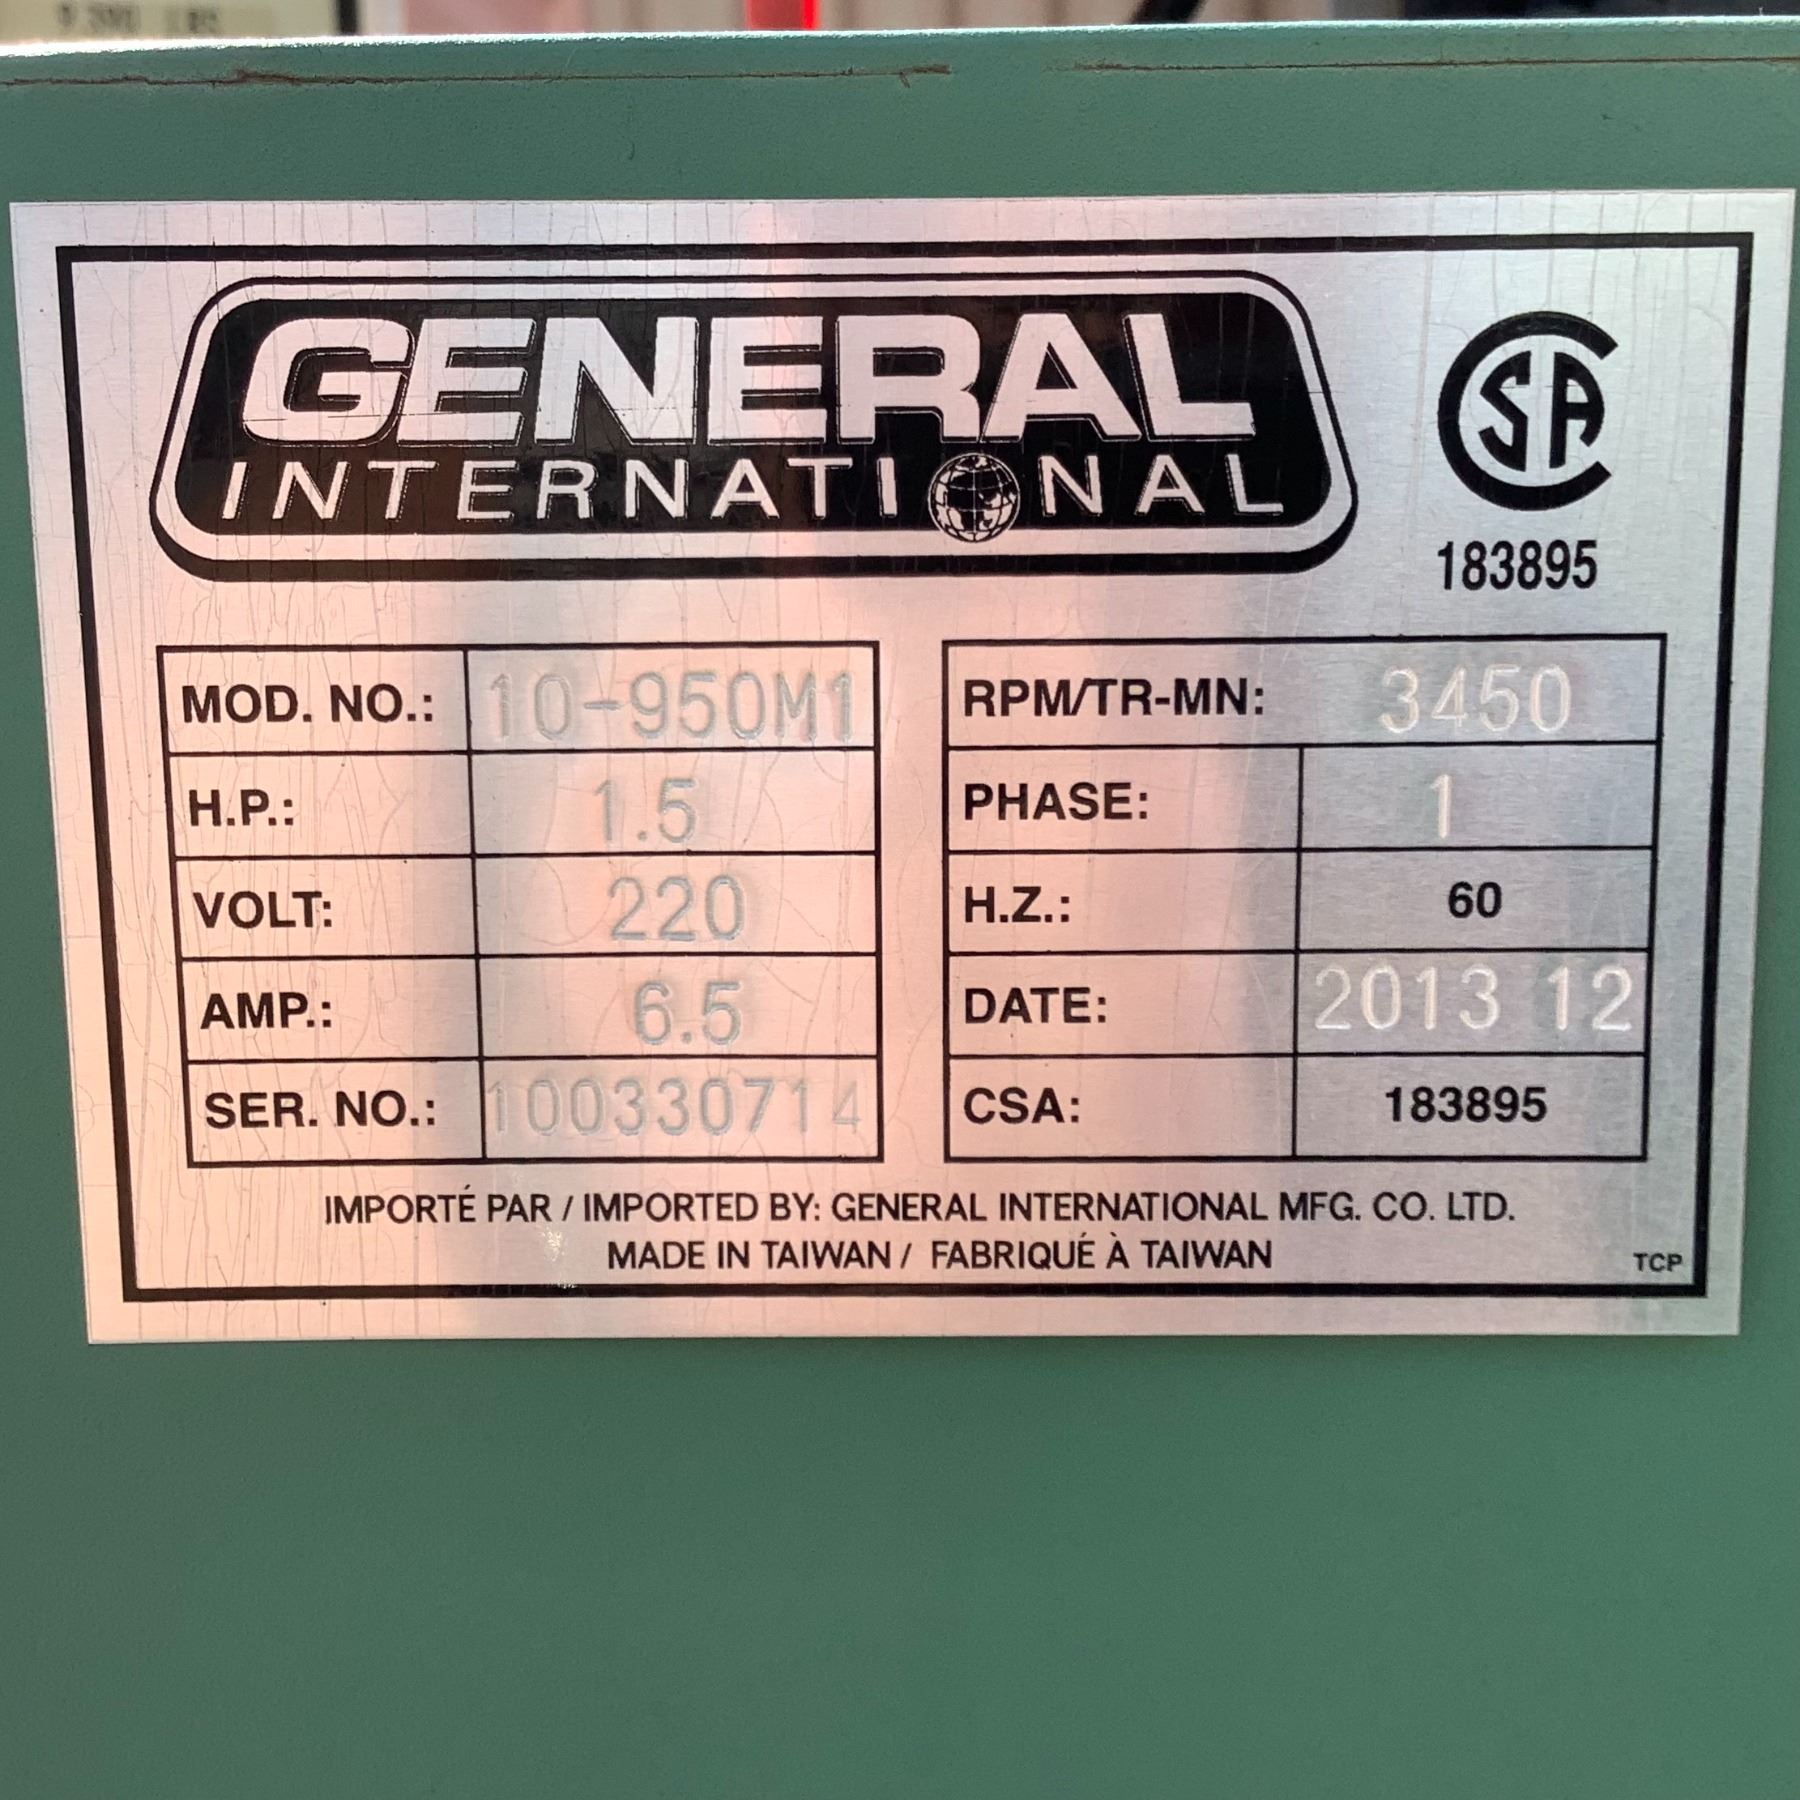 GENERAL
INTERNATIONAL
CSA
183895
MOD. NO.: 10-950M1
H.P.: 1.5
VOLT: 220
AMP.: 6.5
SER. NO.: 100330714
RPM/TR-MN: 3450
PHASE: 1
H.Z.: 60
DATE: 2013 12
CSA: 183895
IMPORTÉ PAR / IMPORTED BY: GENERAL INTERNATIONAL MFG. CO. LTD.
MADE IN TAIWAN / FABRIQUÉ À TAIWAN
TCP